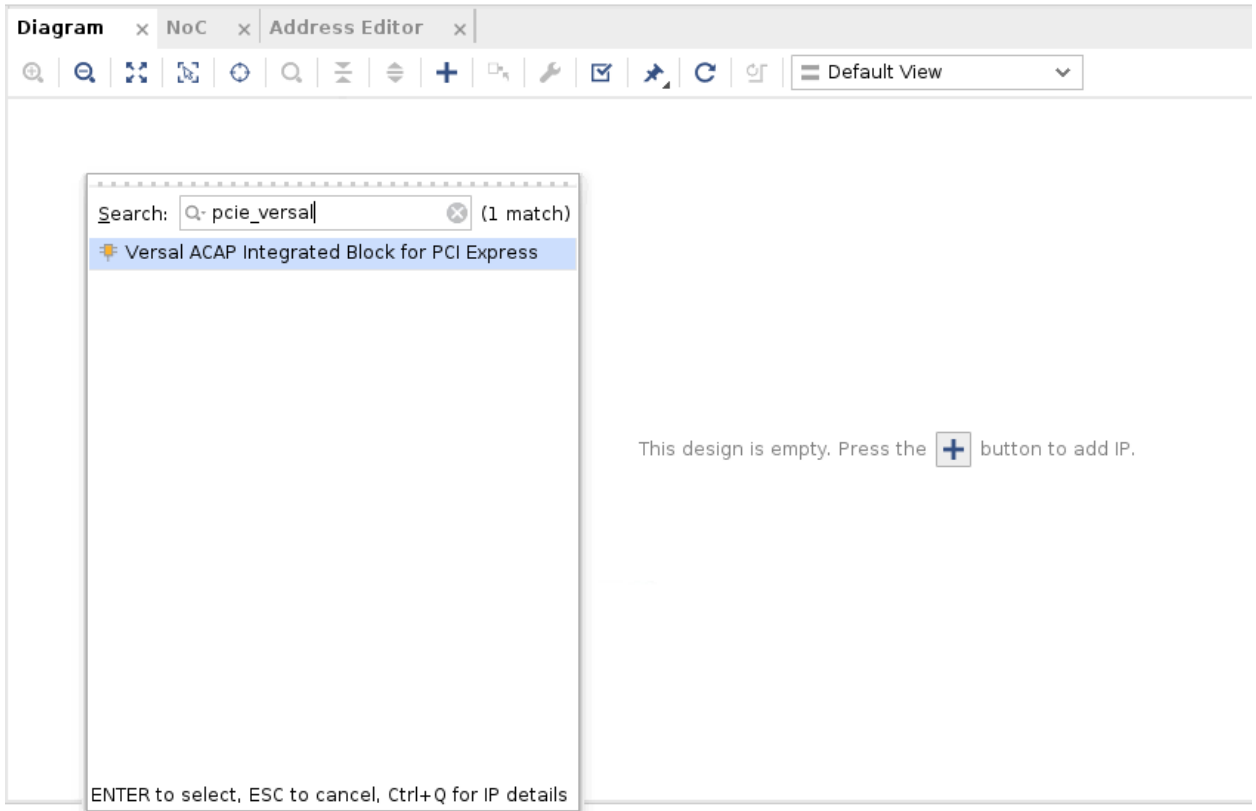 Diagram × NoC × Address Editor ×
Default View
Search: pcie_versal (1 match)
Versal ACAP Integrated Block for PCI Express
This design is empty. Press the + button to add IP.
ENTER to select, ESC to cancel, Ctrl+Q for IP details